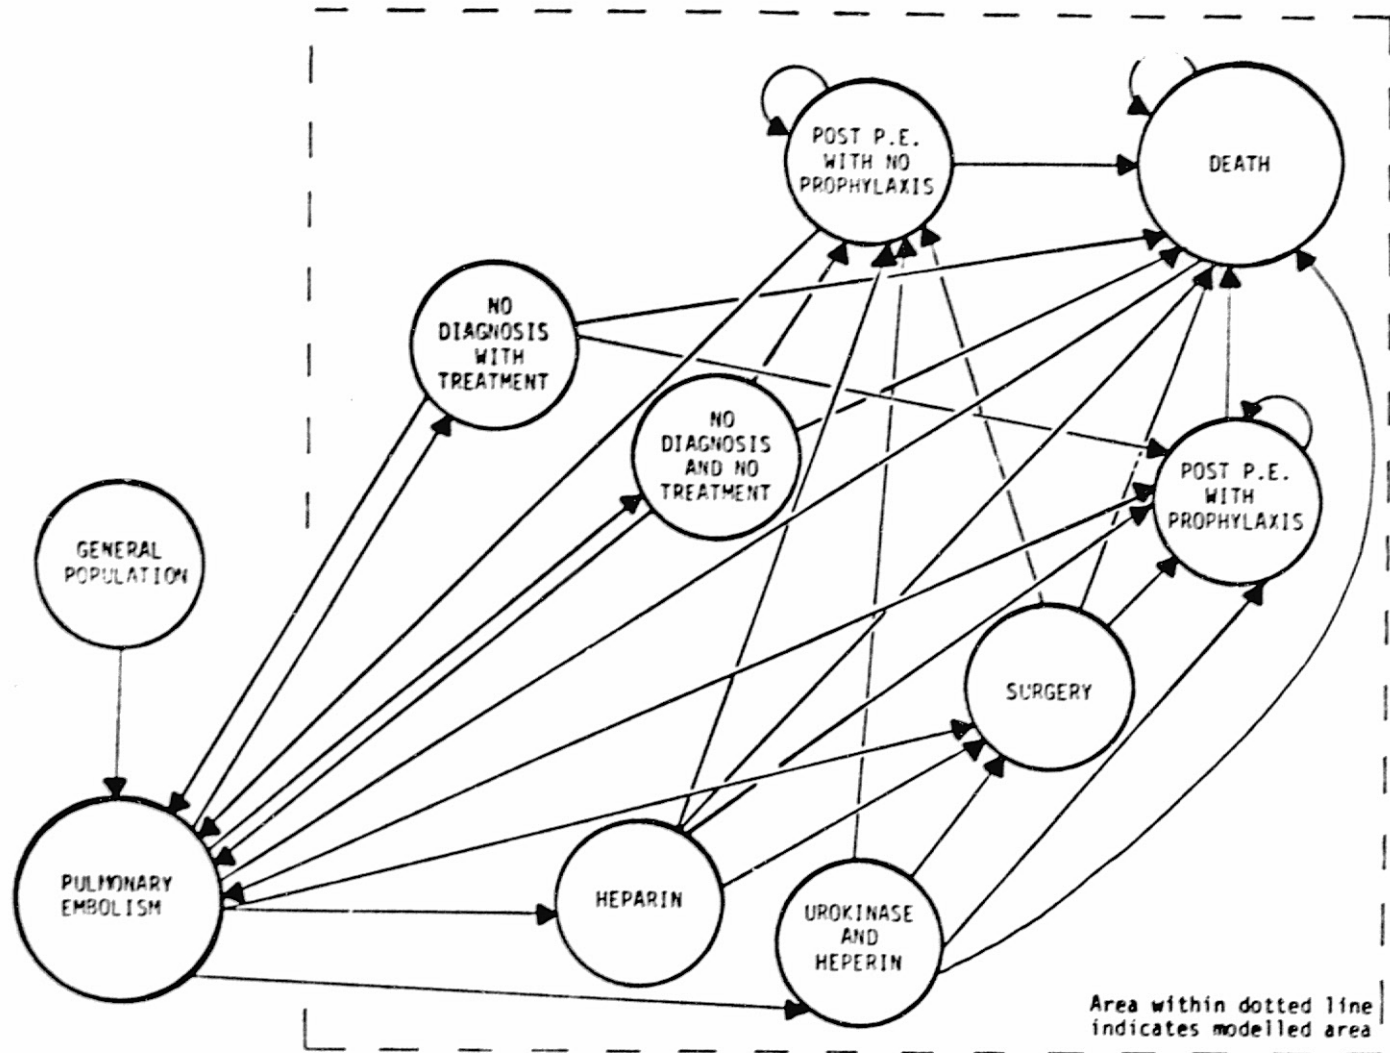 POST P.E.
WITH NO
PROPHYLAXIS
DEATH
NO
DIAGNOSIS
WITH
TREATMENT
NO
DIAGNOSIS
AND NO
TREATMENT
POST P.E.
WITH
PROPHYLAXIS
GENERAL
POPULATION
SURGERY
PULMONARY
EMBOLISM
HEPARIN
UROKINASE
AND
HEPERIN
Area within dotted line
indicates modelled area